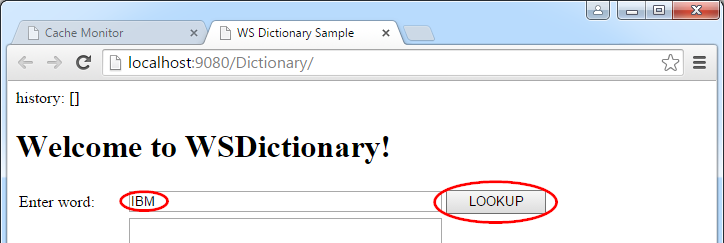 Cache Monitor
WS Dictionary Sample
localhost:9080/Dictionary/
history: []
Welcome to WSDictionary!
Enter word: IBM LOOKUP